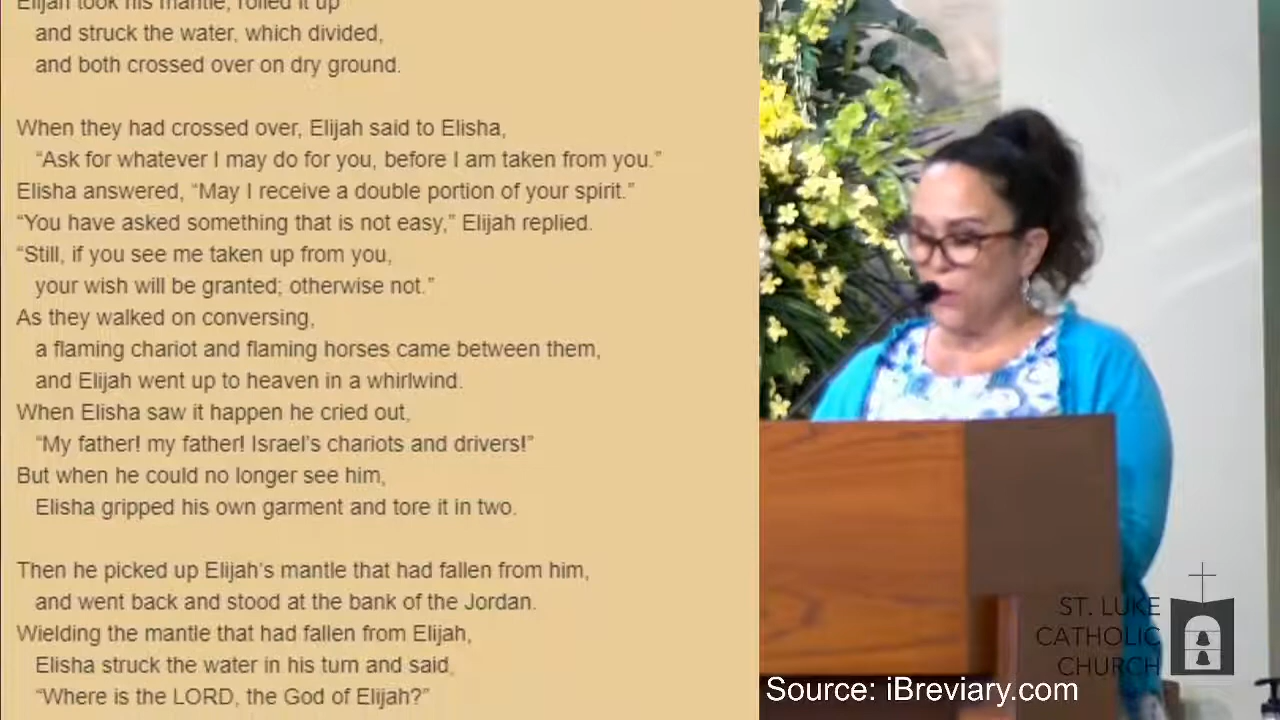 Elijah took his mantle, rolled it up
and struck the water, which divided,
and both crossed over on dry ground.
When they had crossed over, Elijah said to Elisha,
“Ask for whatever I may do for you, before I am taken from you.”
Elisha answered, “May I receive a double portion of your spirit.”
“You have asked something that is not easy,” Elijah replied.
“Still, if you see me taken up from you,
your wish will be granted; otherwise not.”
As they walked on conversing,
a flaming chariot and flaming horses came between them,
and Elijah went up to heaven in a whirlwind.
When Elisha saw it happen he cried out,
“My father! my father! Israel’s chariots and drivers!”
But when he could no longer see him,
Elisha gripped his own garment and tore it in two.
Then he picked up Elijah’s mantle that had fallen from him,
and went back and stood at the bank of the Jordan.
Wielding the mantle that had fallen from Elijah,
Elisha struck the water in his turn and said,
“Where is the LORD, the God of Elijah?”
ST. LUKE
CATHOLIC
CHURCH
Source: iBreviary.com